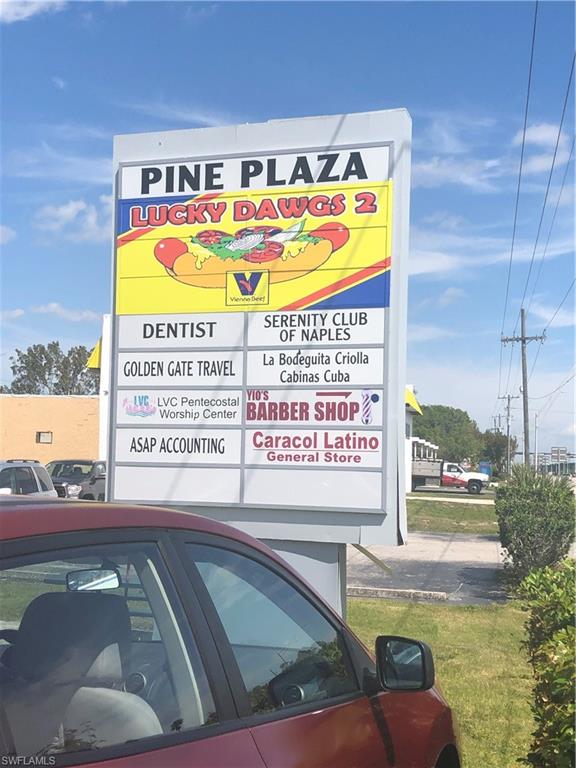 PINE PLAZA
LUCKY DAWGS 2
V
Vienna Beef
DENTIST
SERENITY CLUB
OF NAPLES
GOLDEN GATE TRAVEL
La Bodeguita Criolla
Cabinas Cuba
LVC
LVC Pentecostal
Worship Center
YIO'S
BARBER SHOP
ASAP ACCOUNTING
Caracol Latino
General Store
SWFLAMLS